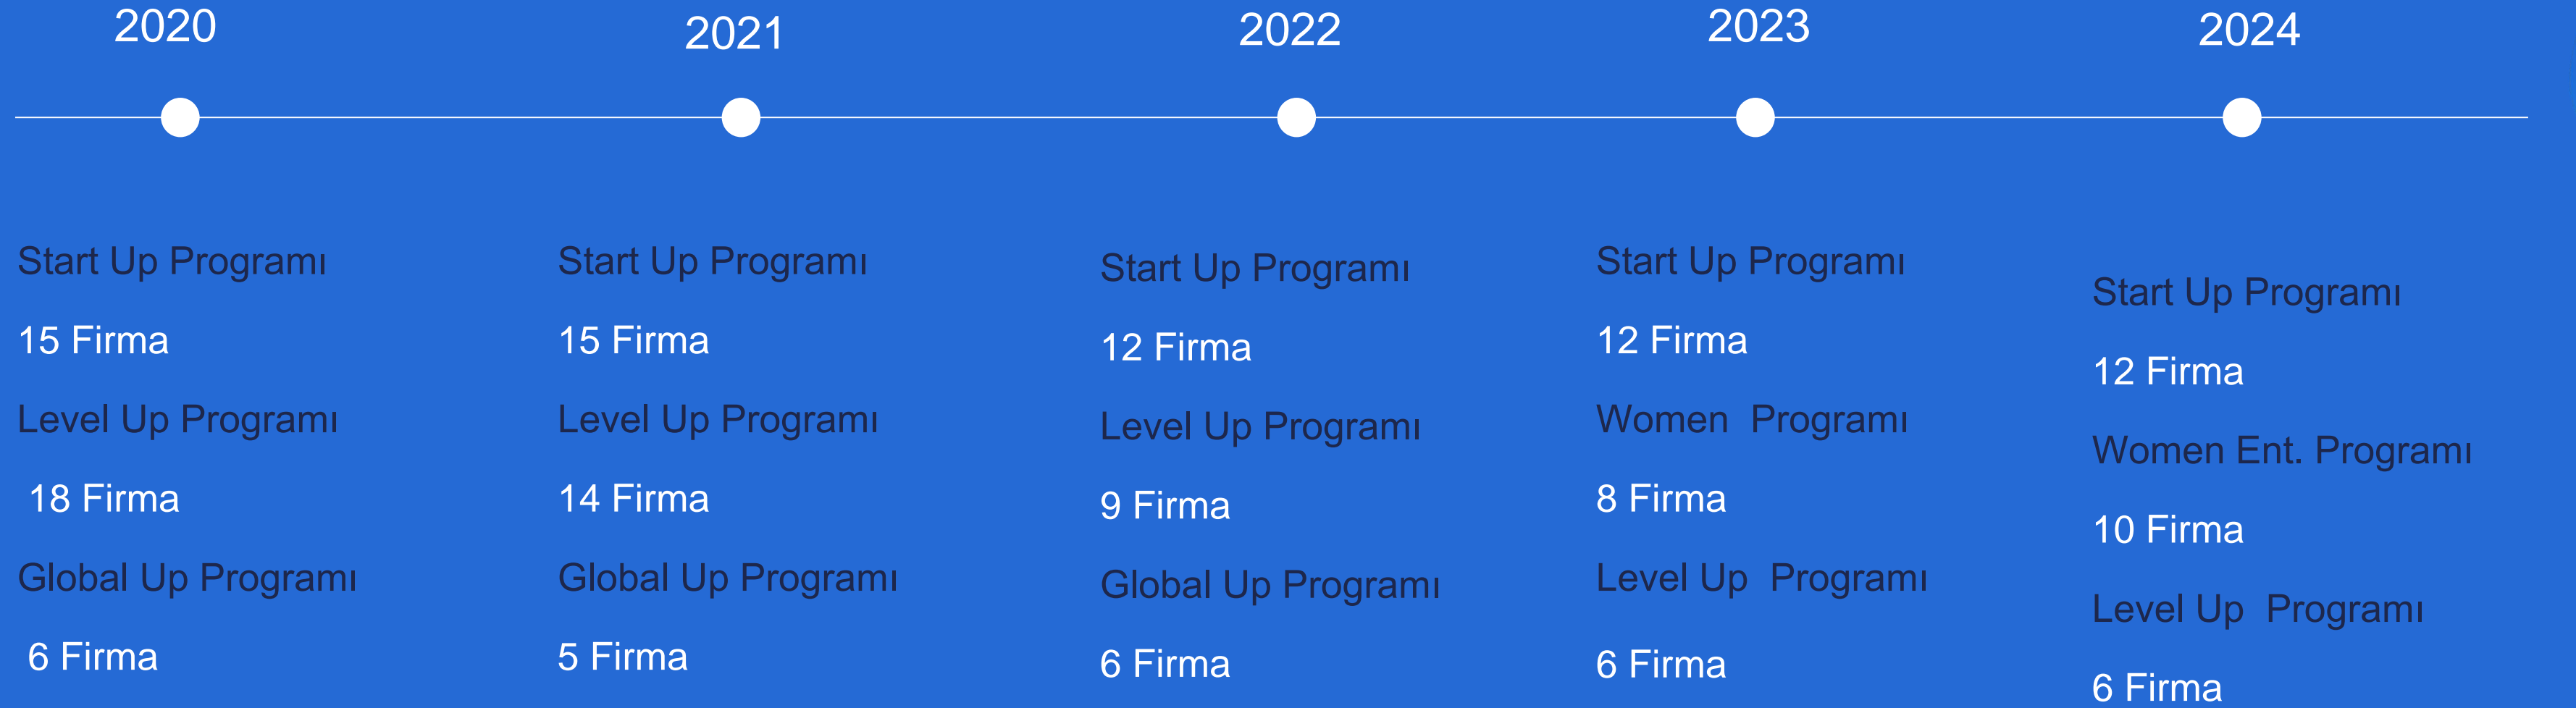 2020
Start Up Programı
15 Firma
Level Up Programı
18 Firma
Global Up Programı
6 Firma
2021
Start Up Programı
15 Firma
Level Up Programı
14 Firma
Global Up Programı
5 Firma
2022
Start Up Programı
12 Firma
Level Up Programı
9 Firma
Global Up Programı
6 Firma
2023
Start Up Programı
12 Firma
Women  Programı
8 Firma
Level Up  Programı
6 Firma
2024
Start Up Programı
12 Firma
Women Ent. Programı
10 Firma
Level Up  Programı
6 Firma